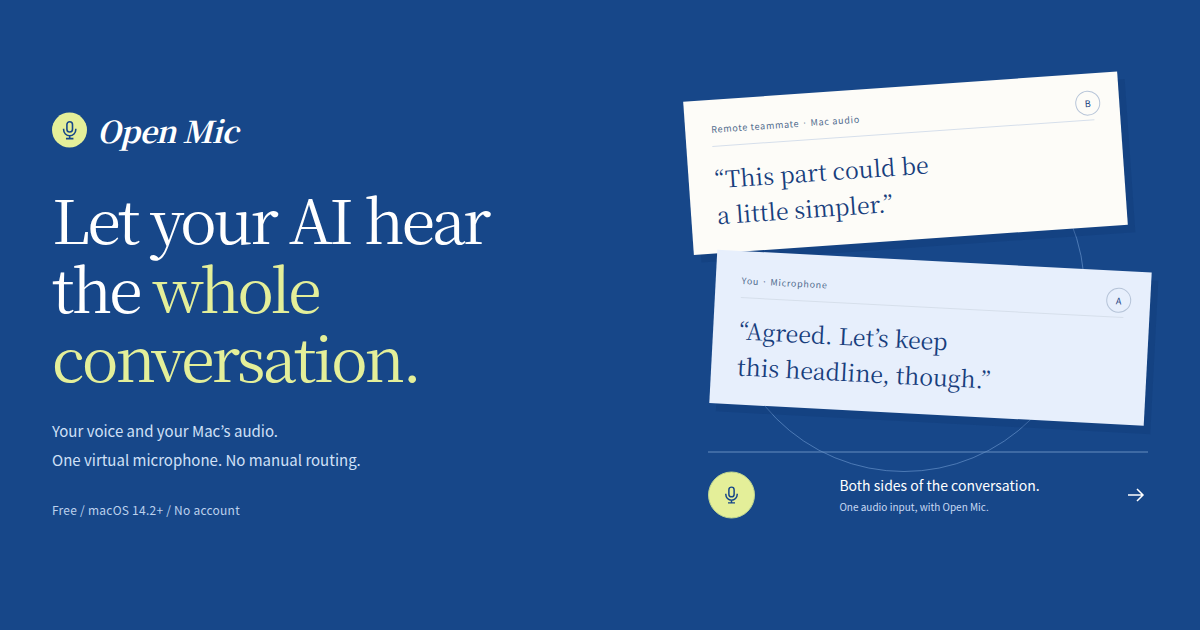 Open Mic
Let your AI hear
the whole
conversation.
Your voice and your Mac’s audio.
One virtual microphone. No manual routing.
Free / macOS 14.2+ / No account
Remote teammate · Mac audio
B
“This part could be
a little simpler.”
You · Microphone
A
“Agreed. Let’s keep
this headline, though.”
Both sides of the conversation.
One audio input, with Open Mic.